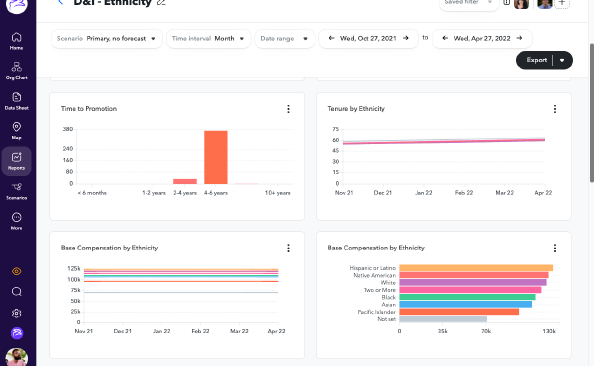 D&I - Ethnicity
Saved filter
Scenario Primary, no forecast
Time interval Month
Date range
Wed, Oct 27, 2021
to
Wed, Apr 27, 2022
Export
Home
Org Chart
Data Sheet
Map
Reports
Scenarios
More
Time to Promotion
380
240
160
80
0
< 6 months
1-2 years
2-4 years
4-6 years
10+ years
Tenure by Ethnicity
75
60
45
30
15
0
Nov 21
Dec 21
Jan 22
Feb 22
Mar 22
Apr 22
Base Compensation by Ethnicity
125k
100k
75k
50k
25k
0
Nov 21
Dec 21
Jan 22
Feb 22
Mar 22
Apr 22
Base Compensation by Ethnicity
Hispanic or Latino
Native American
White
Two or More
Black
Asian
Pacific Islander
Not set
0
35k
70k
130k